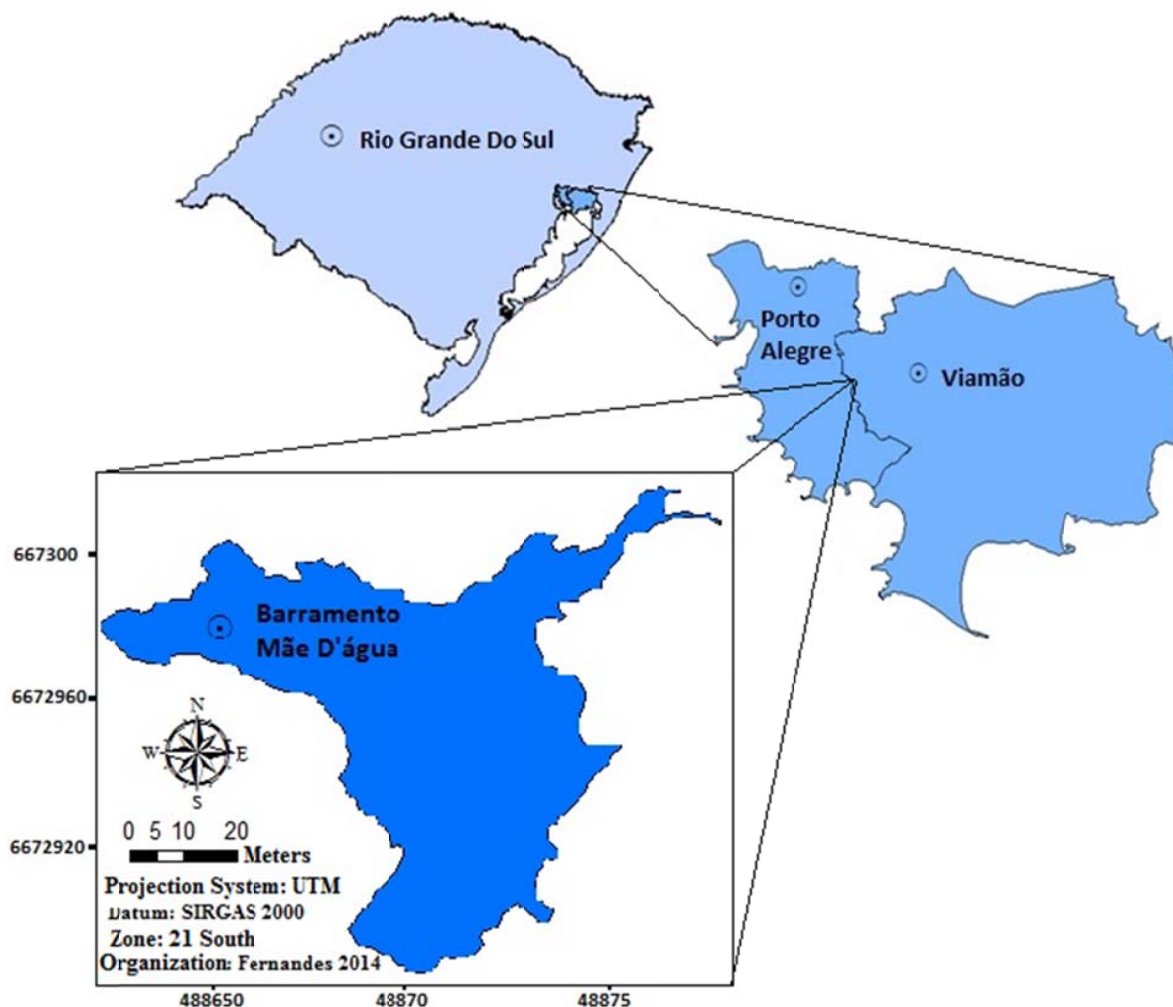 Rio Grande Do Sul
Porto
Alegre
Viamão
667300
6672960
6672920
Barramento
Mãe D'água
N
W E
S
0 5 10 20
Meters
Projection System: UTM
Datum: SIRGAS 2000
Zone: 21 South
Organization: Fernandes 2014
488650 48870 48875